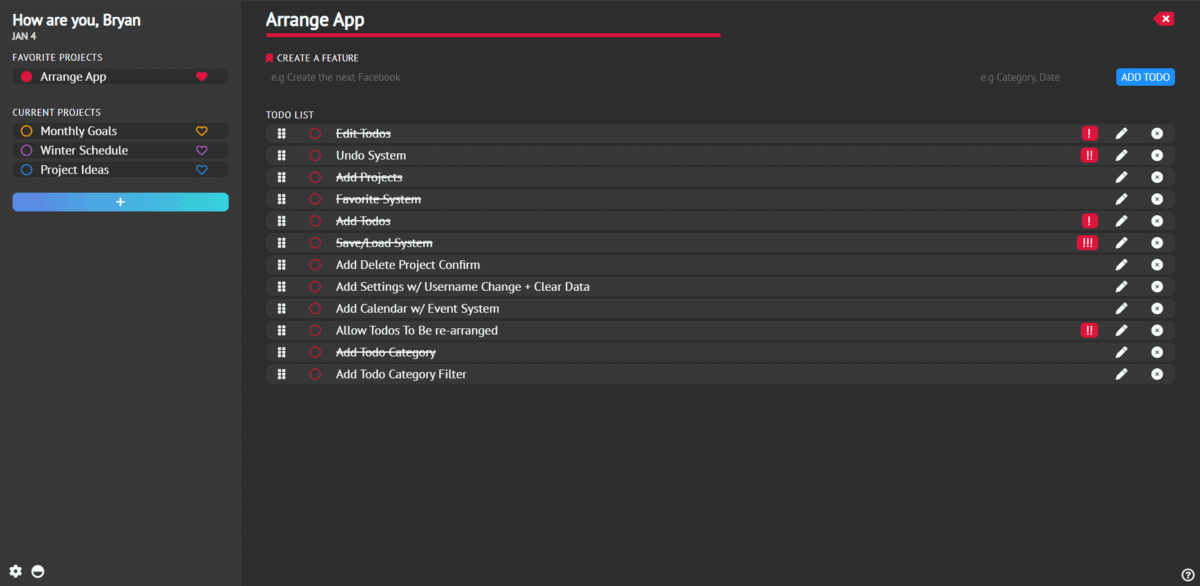 How are you, Bryan
JAN 4
FAVORITE PROJECTS
Arrange App
CURRENT PROJECTS
Monthly Goals
Winter Schedule
Project Ideas
+
Arrange App
CREATE A FEATURE
e.g Create the next Facebook
e.g Category, Date
ADD TODO
TODO LIST
Edit Todos !
Undo System !!
Add Projects
Favorite System
Add Todos !
Save/Load System !!!
Add Delete Project Confirm
Add Settings w/ Username Change + Clear Data
Add Calendar w/ Event System
Allow Todos To Be re-arranged !!
Add Todo Category
Add Todo Category Filter
?